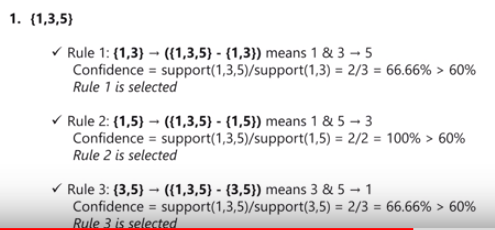 1. {1,3,5}
✓ Rule 1: {1,3} → ({1,3,5} - {1,3}) means 1 & 3 → 5
Confidence = support(1,3,5)/support(1,3) = 2/3 = 66.66% > 60%
Rule 1 is selected
✓ Rule 2: {1,5} → ({1,3,5} - {1,5}) means 1 & 5 → 3
Confidence = support(1,3,5)/support(1,5) = 2/2 = 100% > 60%
Rule 2 is selected
✓ Rule 3: {3,5} → ({1,3,5} - {3,5}) means 3 & 5 → 1
Confidence = support(1,3,5)/support(3,5) = 2/3 = 66.66% > 60%
Rule 3 is selected